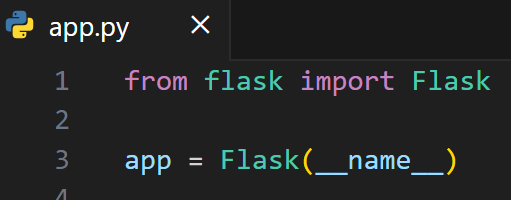 app.py
1 from flask import Flask
2
3 app = Flask(__name__)
4